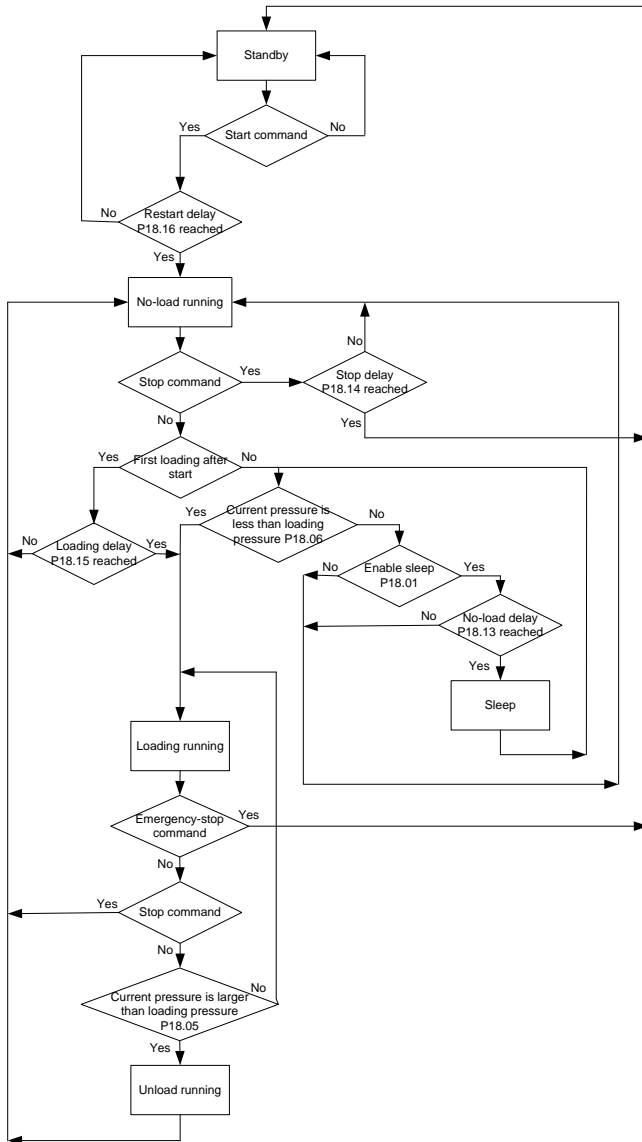 Standby
Yes
Start command
No
No
Restart delay
P18.16 reached
Yes
No-load running
No
Stop command
Yes
Stop delay
P18.14 reached
Yes
No
Yes
First loading after
start
No
Yes
Current pressure is
less than loading
pressure P18.06
No
No
Loading delay
P18.15 reached
Yes
No
Enable sleep
P18.01
Yes
No
No-load delay
P18.13 reached
Yes
Sleep
Loading running
Emergency-stop
command
Yes
No
Yes
Stop command
No
Current pressure is larger
than loading pressure
P18.05
No
Yes
Unload running